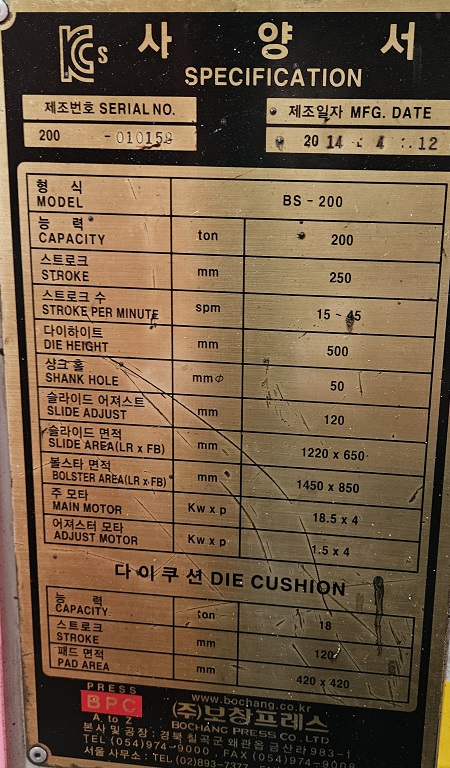 KCs 사양서
SPECIFICATION
제조번호 SERIAL NO. 제조일자 MFG. DATE
200 -010158 2014. 4 . 12
형 식
MODEL BS - 200
능 력
CAPACITY ton 200
스트로크
STROKE mm 250
스트로크 수
STROKE PER MINUTE spm 15 ~ 45
다이하이트
DIE HEIGHT mm 500
샹크 홀
SHANK HOLE mmΦ 50
슬라이드 어져스트
SLIDE ADJUST mm 120
슬라이드 면적
SLIDE AREA(LR x FB) mm 1220 x 650
볼스타 면적
BOLSTER AREA(LR x FB) mm 1450 x 850
주 모타
MAIN MOTOR Kw x p 18.5 x 4
어져스터 모타
ADJUST MOTOR Kw x p 1.5 x 4
다이쿠션 DIE CUSHION
능 력
CAPACITY ton 18
스트로크
STROKE mm 120
패드 면적
PAD AREA mm 420 x 420
PRESS
BPC
A. to Z
www.bochang.co.kr
(주)보창프레스
BOCHANG PRESS CO., LTD
본사 및 공장 : 경북 칠곡군 왜관읍 금산리 983-1
TEL (054)974-9000 , FAX (054)974-9008
서울 사무소 : TEL (02)893-7377 , FAX